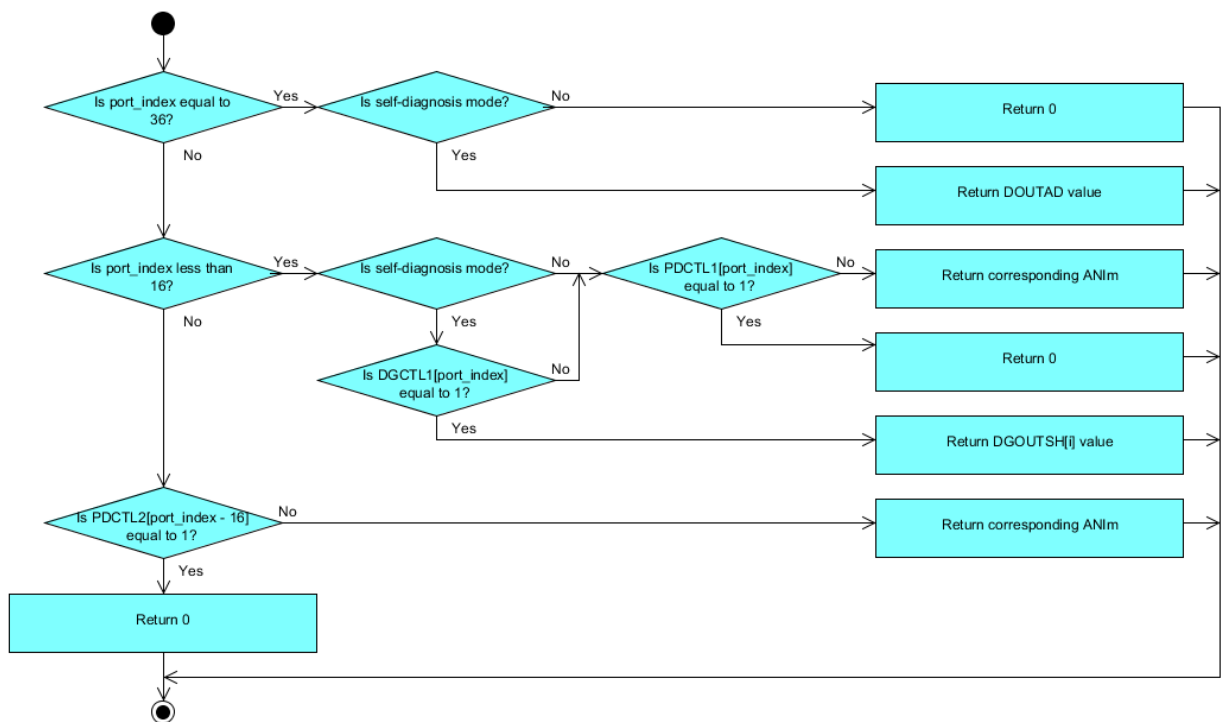 Is port_index equal to
36?
Yes
Is self-diagnosis mode?
No
Return 0
No
Yes
Return DOUTAD value
Is port_index less than
16?
Yes
Is self-diagnosis mode?
No
Is PDCTL1[port_index]
equal to 1?
No
Return corresponding ANIm
No
Yes
Yes
Return 0
Is DGCTL1[port_index]
equal to 1?
No
Yes
Return DGOUTSH[i] value
Is PDCTL2[port_index - 16]
equal to 1?
No
Return corresponding ANIm
Yes
Return 0